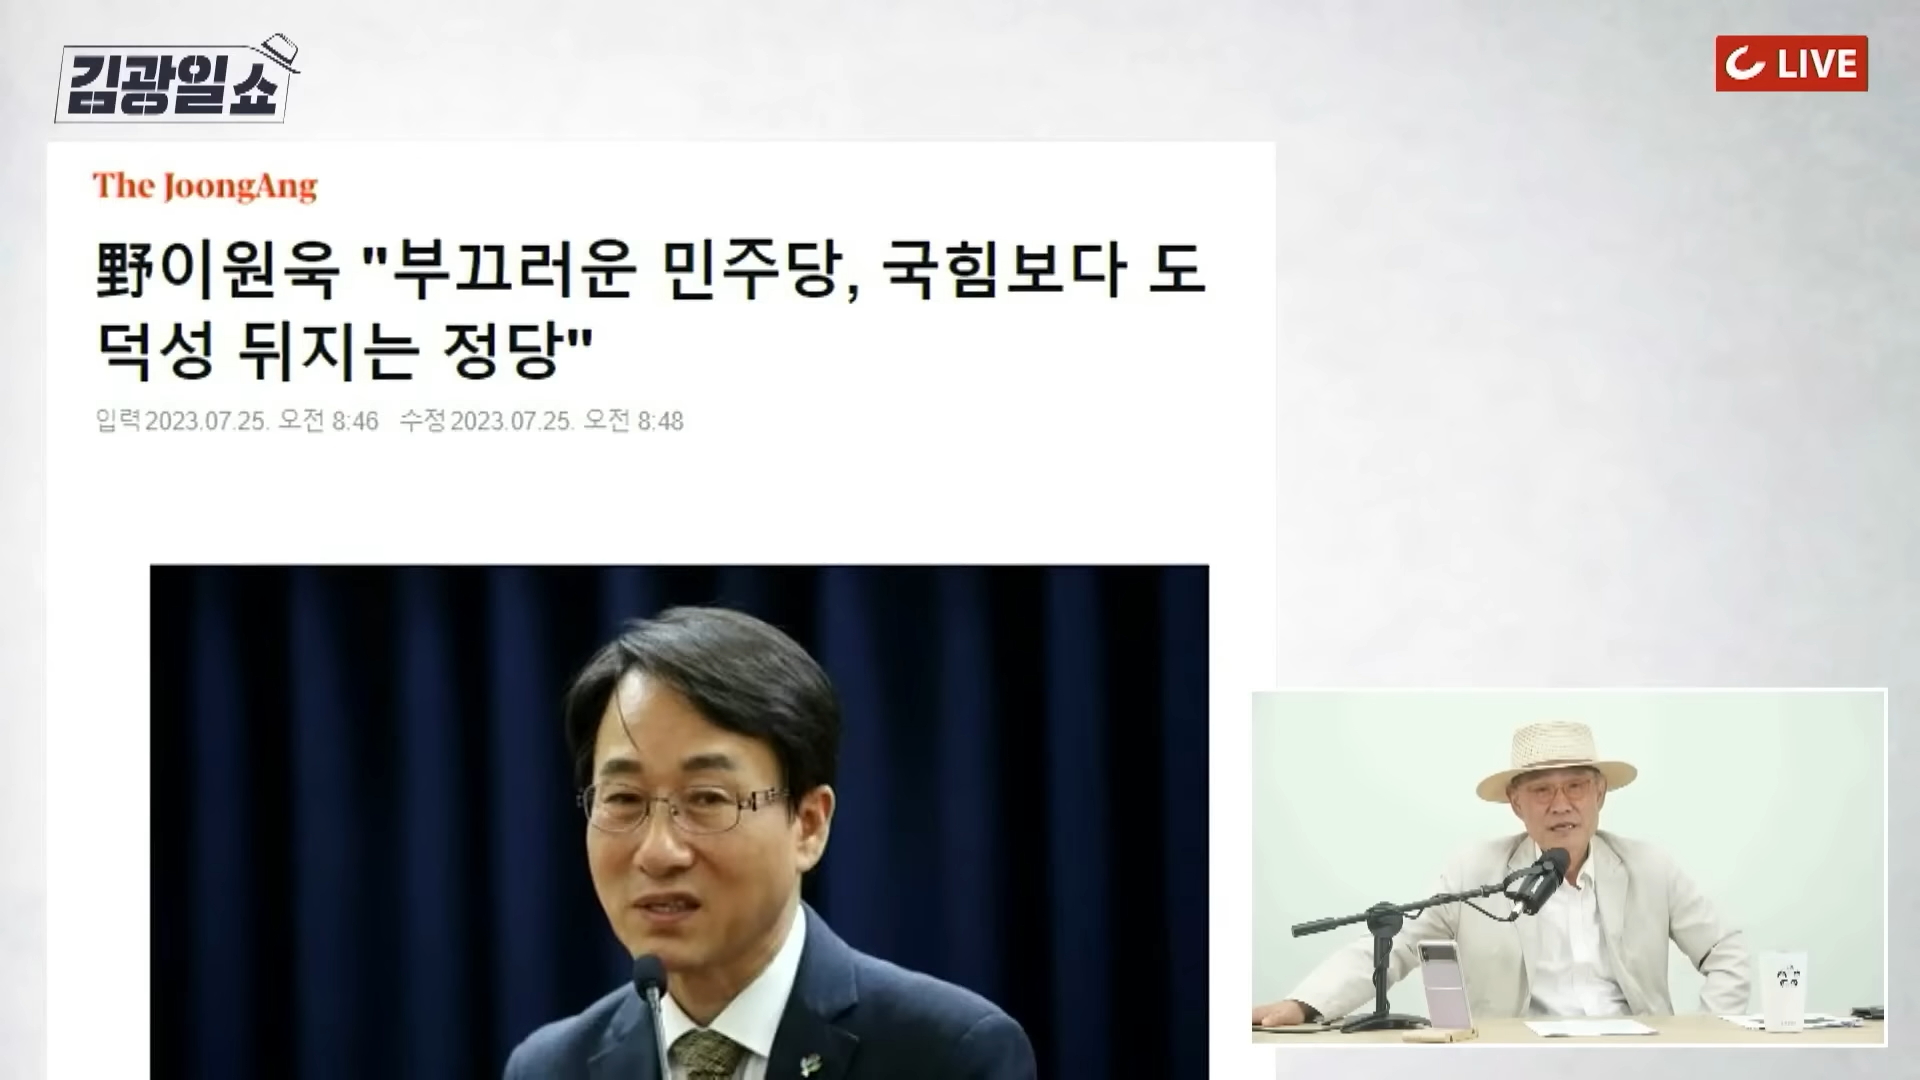 김광일쇼
LIVE
The JoongAng
野이원욱 "부끄러운 민주당, 국힘보다 도
덕성 뒤지는 정당"
입력 2023.07.25. 오전 8:46 수정 2023.07.25. 오전 8:48